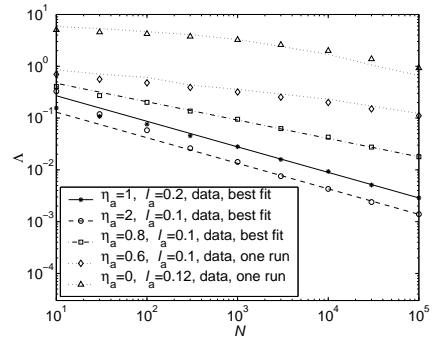 10^1
10^0
10^−1
10^−2
10^−3
10^−4
Λ
η_a=1, l_a=0.2, data, best fit
η_a=2, l_a=0.1, data, best fit
η_a=0.8, l_a=0.1, data, best fit
η_a=0.6, l_a=0.1, data, one run
η_a=0, l_a=0.12, data, one run
10^1 10^2 10^3 10^4 10^5
N